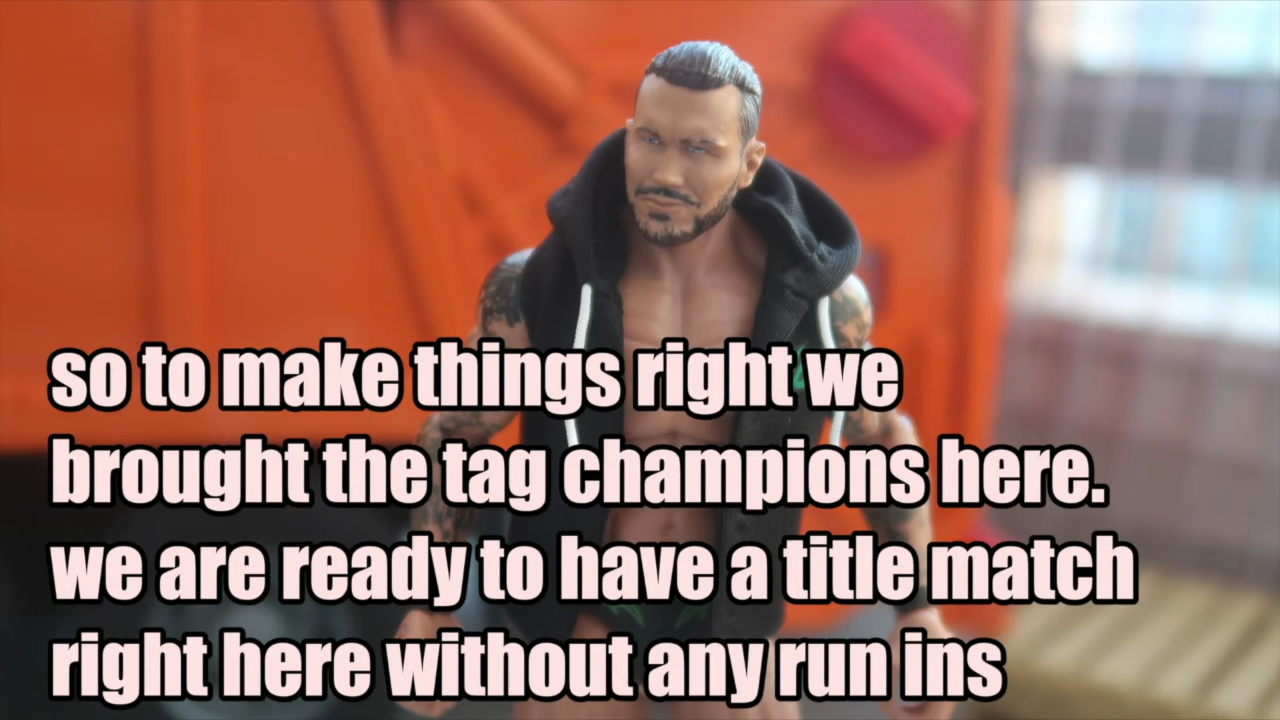 so to make things right we
brought the tag champions here.
we are ready to have a title match
right here without any run ins